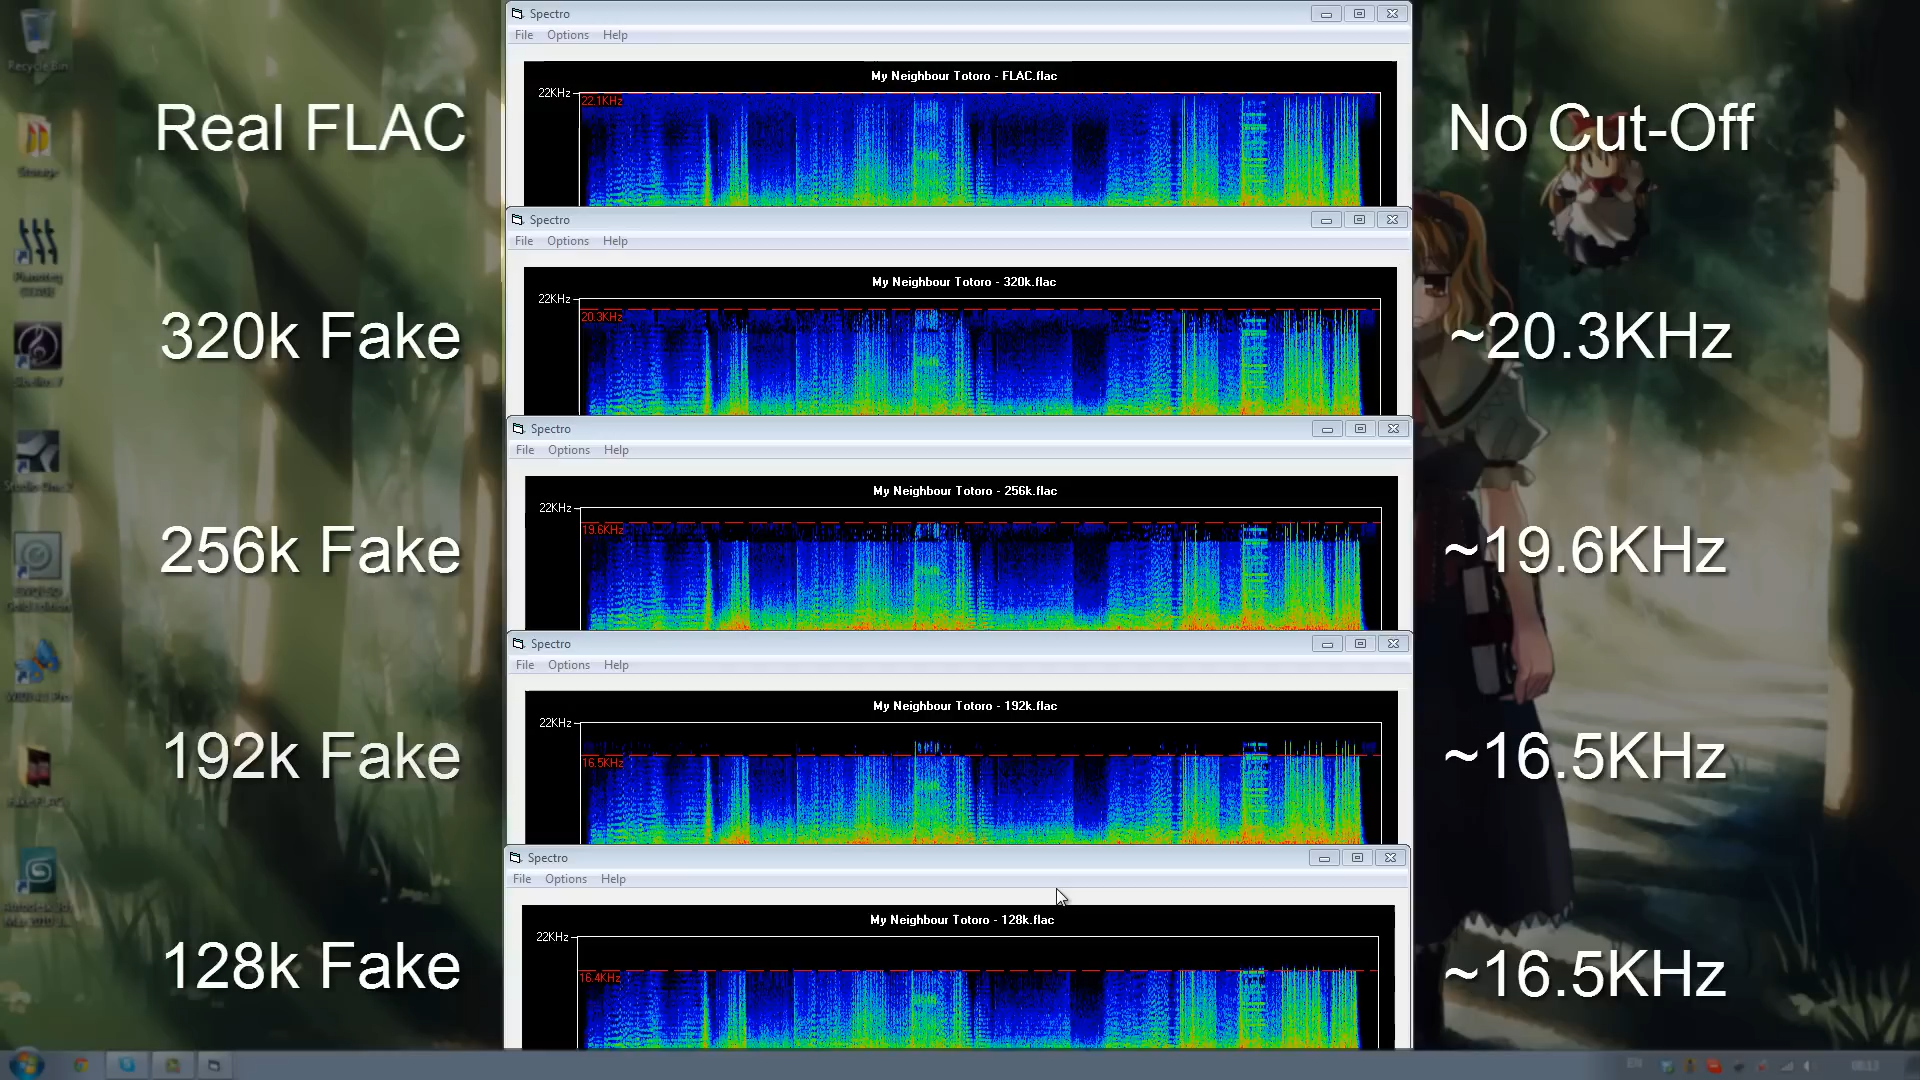 Recycle Bin
Storage
Real FLAC
320k Fake
256k Fake
192k Fake
128k Fake
Spectro
File Options Help
My Neighbour Totoro - FLAC.flac
22KHz
22.1KHz
Spectro
File Options Help
My Neighbour Totoro - 320k.flac
22KHz
20.3KHz
Spectro
File Options Help
My Neighbour Totoro - 256k.flac
22KHz
19.6KHz
Spectro
File Options Help
My Neighbour Totoro - 192k.flac
22KHz
16.5KHz
Spectro
File Options Help
My Neighbour Totoro - 128k.flac
22KHz
16.4KHz
No Cut-Off
~20.3KHz
~19.6KHz
~16.5KHz
~16.5KHz
EN